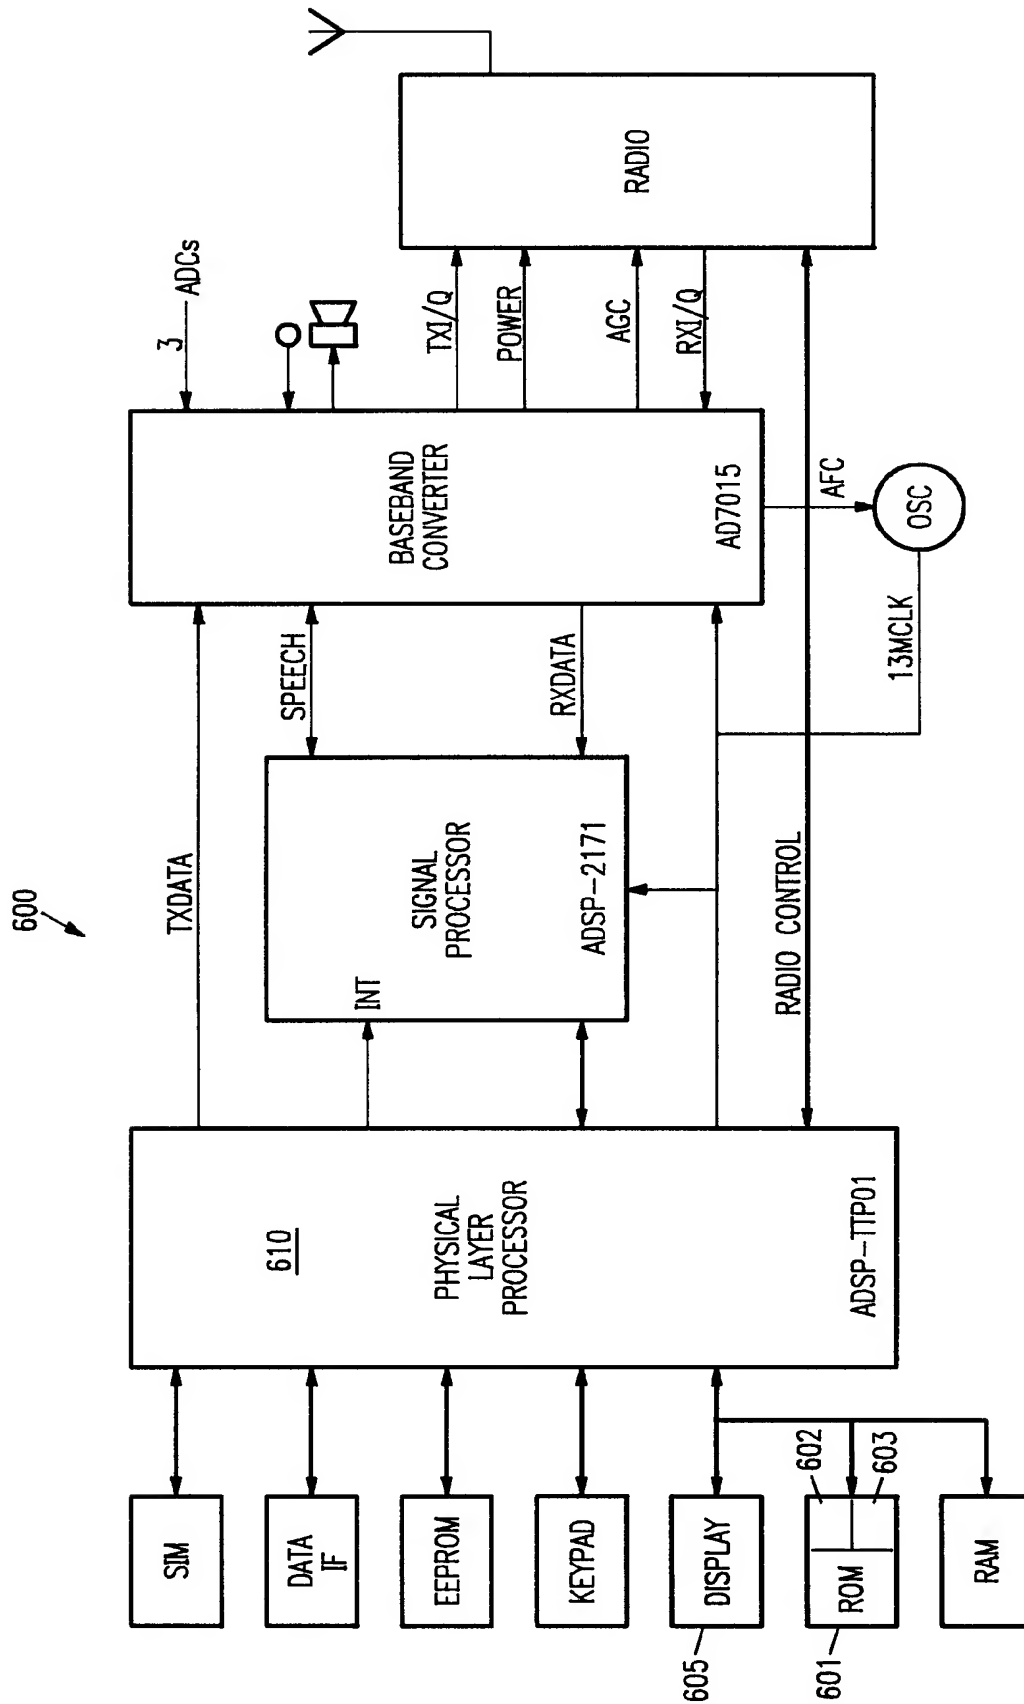 600
SIM
DATA
IF
EEPROM
KEYPAD
DISPLAY
605
ROM
601
602
603
RAM
610
PHYSICAL
LAYER
PROCESSOR
ADSP-TTP01
TXDATA
INT
SIGNAL
PROCESSOR
ADSP-2171
SPEECH
RXDATA
RADIO CONTROL
BASEBAND
CONVERTER
AD7015
3
ADCs
TXI/Q
POWER
AGC
RXI/Q
AFC
OSC
13MCLK
RADIO